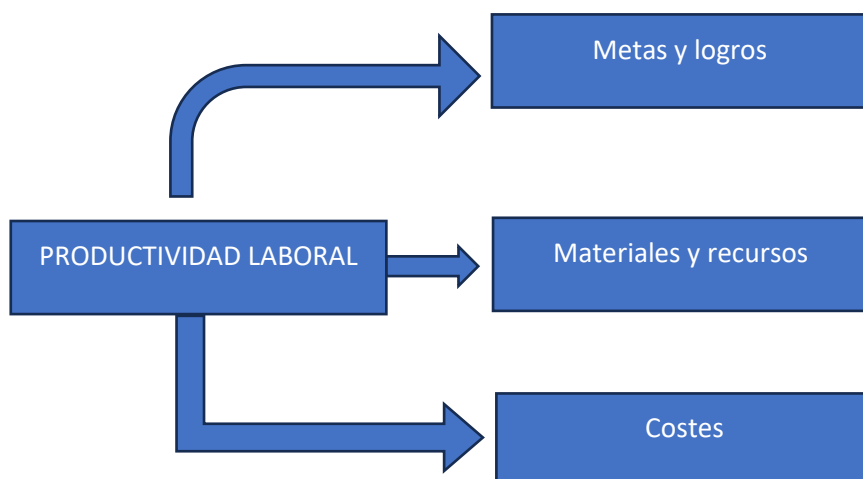 Metas y logros
PRODUCTIVIDAD LABORAL
Materiales y recursos
Costes